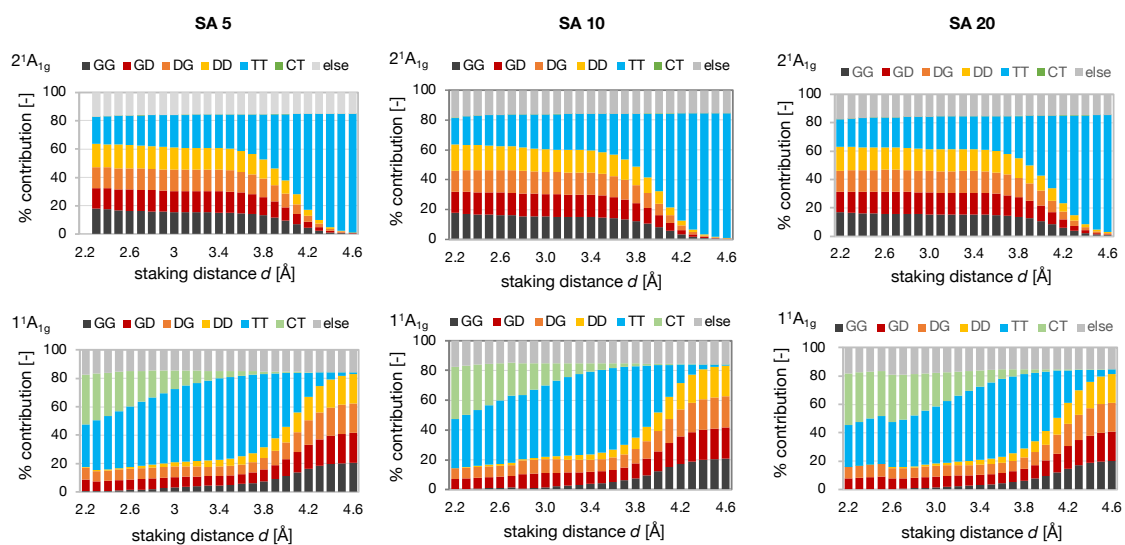 SA 5
SA 10
SA 20
2¹A₁g
GG GD DG DD TT CT else
% contribution [-]
100
80
60
40
20
0
2.2 2.6 3 3.4 3.8 4.2 4.6
staking distance d [Å]
2¹A₁g
GG GD DG DD TT CT else
% contribution [-]
100
80
60
40
20
0
2.2 2.6 3.0 3.4 3.8 4.2 4.6
staking distance d [Å]
2¹A₁g
GG GD DG DD TT CT else
% contribution [-]
100
80
60
40
20
0
2.2 2.6 3.0 3.4 3.8 4.2 4.6
staking distance d [Å]
1¹A₁g
GG GD DG DD TT CT else
% contribution [-]
100
80
60
40
20
0
2.2 2.6 3 3.4 3.8 4.2 4.6
staking distance d [Å]
1¹A₁g
GG GD DG DD TT CT else
% contribution [-]
100
80
60
40
20
0
2.2 2.6 3.0 3.4 3.8 4.2 4.6
staking distance d [Å]
1¹A₁g
GG GD DG DD TT CT else
% contribution [-]
100
80
60
40
20
0
2.2 2.6 3.0 3.4 3.8 4.2 4.6
staking distance d [Å]